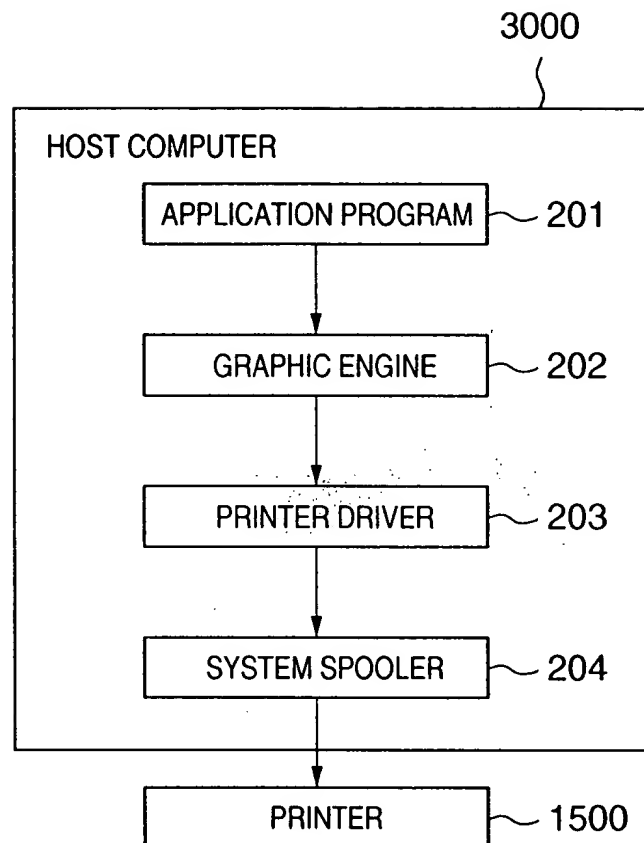 3000
HOST COMPUTER
APPLICATION PROGRAM 201
GRAPHIC ENGINE 202
PRINTER DRIVER 203
SYSTEM SPOOLER 204
PRINTER 1500